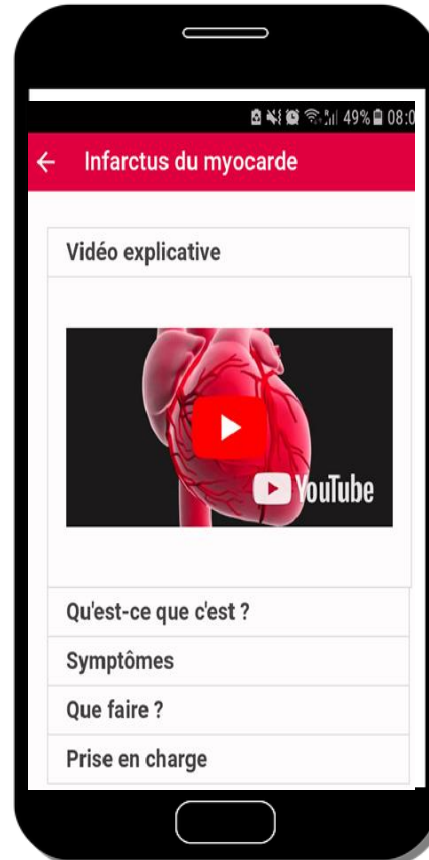 49% 08:0
Infarctus du myocarde
Vidéo explicative
YouTube
Qu'est-ce que c'est ?
Symptômes
Que faire ?
Prise en charge